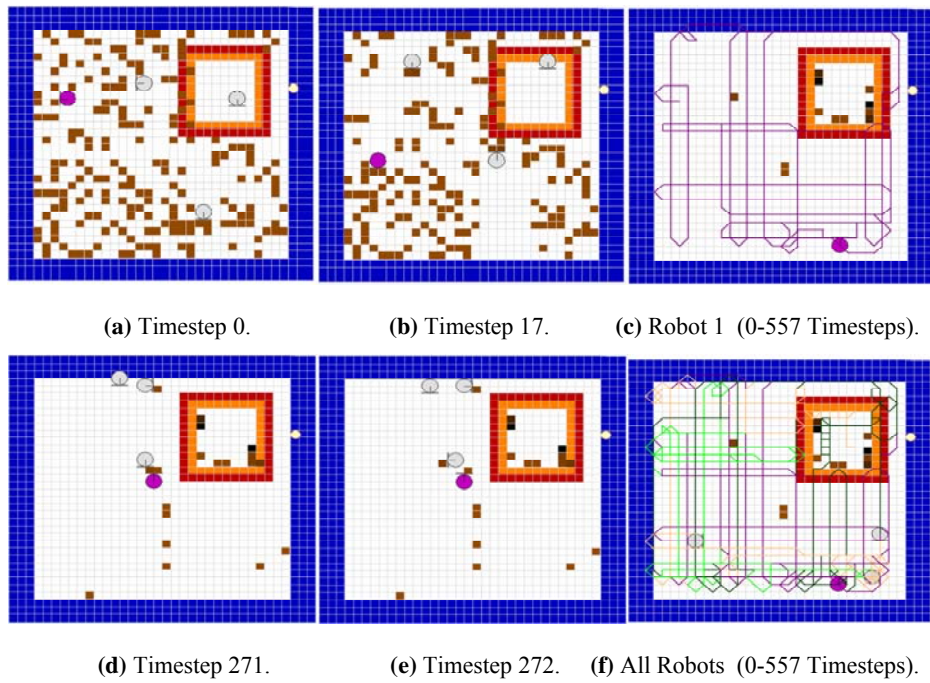 (a) Timestep 0.
(b) Timestep 17.
(c) Robot 1 (0-557 Timesteps).
(d) Timestep 271.
(e) Timestep 272.
(f) All Robots (0-557 Timesteps).